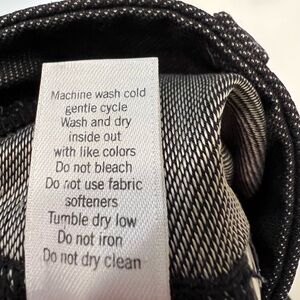 Machine wash cold
gentle cycle
Wash and dry
inside out
with like colors
Do not bleach
Do not use fabric
softeners
Tumble dry low
Do not iron
Do not dry clean